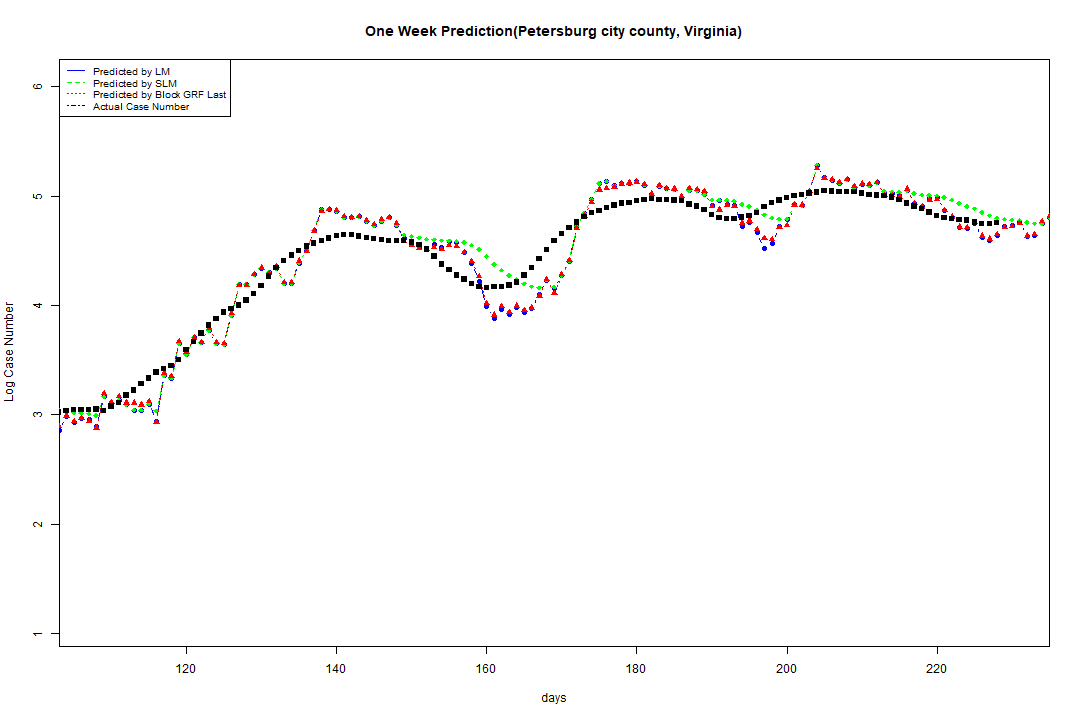 One Week Prediction(Petersburg city county, Virginia)
Predicted by LM
Predicted by SLM
Predicted by Block GRF Last
Actual Case Number
6
5
4
3
2
1
Log Case Number
120 140 160 180 200 220
days